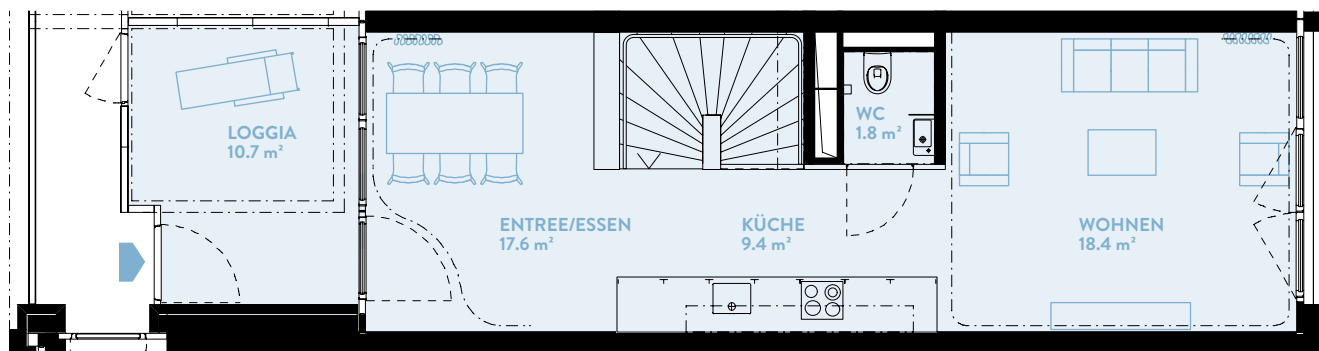 LOGGIA
10.7 m²
ENTREE/ESSEN
17.6 m²
KÜCHE
9.4 m²
WC
1.8 m²
WOHNEN
18.4 m²